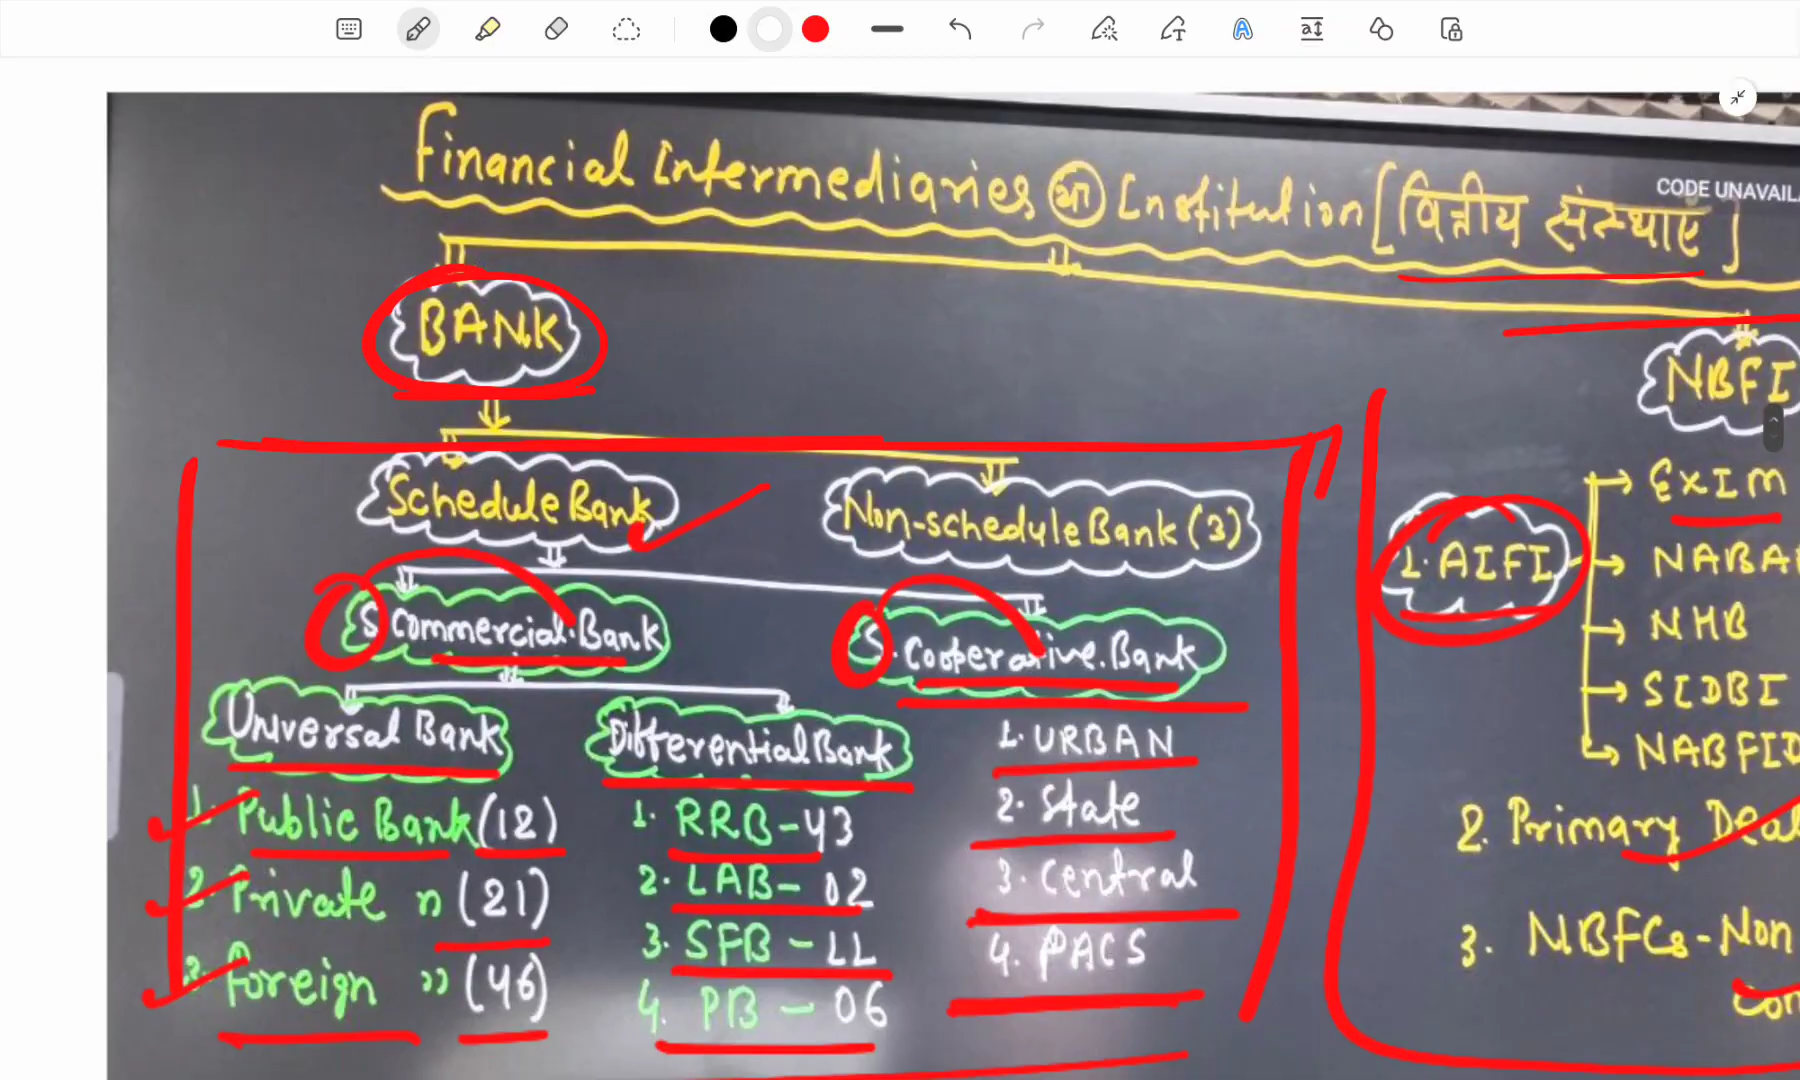 Financial Intermediaries या Institution [वित्तीय संस्थाए]
CODE UNAVAIL
BANK
NBFI
Schedule Bank
Non-schedule Bank (3)
S. Commercial. Bank
S. Cooperative. Bank
Universal Bank
Differential Bank
1. Public Bank (12)
2. Private n (21)
3. Foreign " (46)
1. RRB - 43
2. LAB - 02
3. SFB - 11
4. PB - 06
1. URBAN
2. State
3. Central
4. PACS
1. AIFI
EXIM
NABA
NHB
SIDBI
NABFID
2. Primary Deal
3. NBFCs - Non
Com